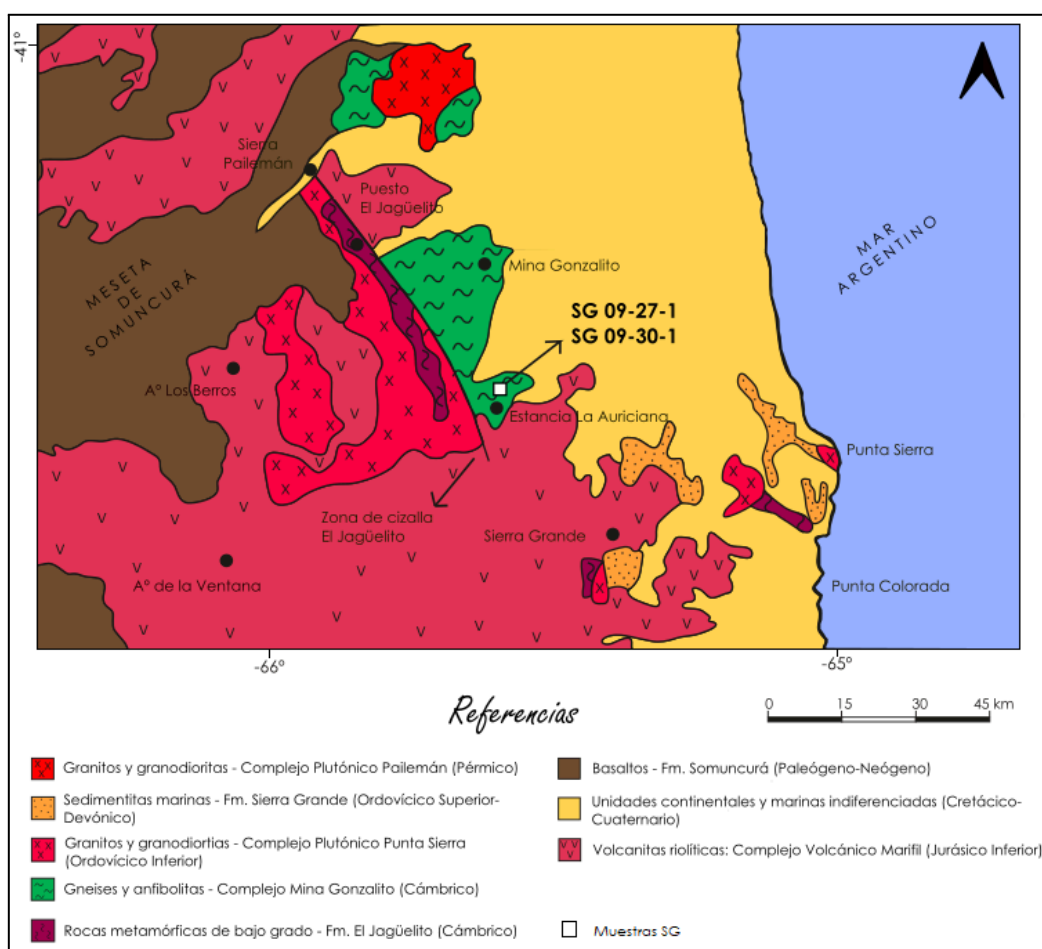 -41º
Sierra
Pailemán
Puesto
El Jagüelito
Mina Gonzalito
MAR
ARGENTINO
MESETA
DE
SOMUNCURÁ
SG 09-27-1
SG 09-30-1
Aº Los Berros
Estancia La Auriciana
Punta Sierra
Zona de cizalla
El Jagüelito
Sierra Grande
Aº de la Ventana
Punta Colorada
-66º
-65º
Referencias
0 15 30 45 km
Granitos y granodioritas - Complejo Plutónico Pailemán (Pérmico)
Sedimentitas marinas - Fm. Sierra Grande (Ordovícico Superior-
Devónico)
Granitos y granodiortias - Complejo Plutónico Punta Sierra
(Ordovícico Inferior)
Gneises y anfibolitas - Complejo Mina Gonzalito (Cámbrico)
Rocas metamórficas de bajo grado - Fm. El Jagüelito (Cámbrico)
Basaltos - Fm. Somuncurá (Paleógeno-Neógeno)
Unidades continentales y marinas indiferenciadas (Cretácico-
Cuaternario)
Volcanitas riolíticas: Complejo Volcánico Marifil (Jurásico Inferior)
Muestras SG